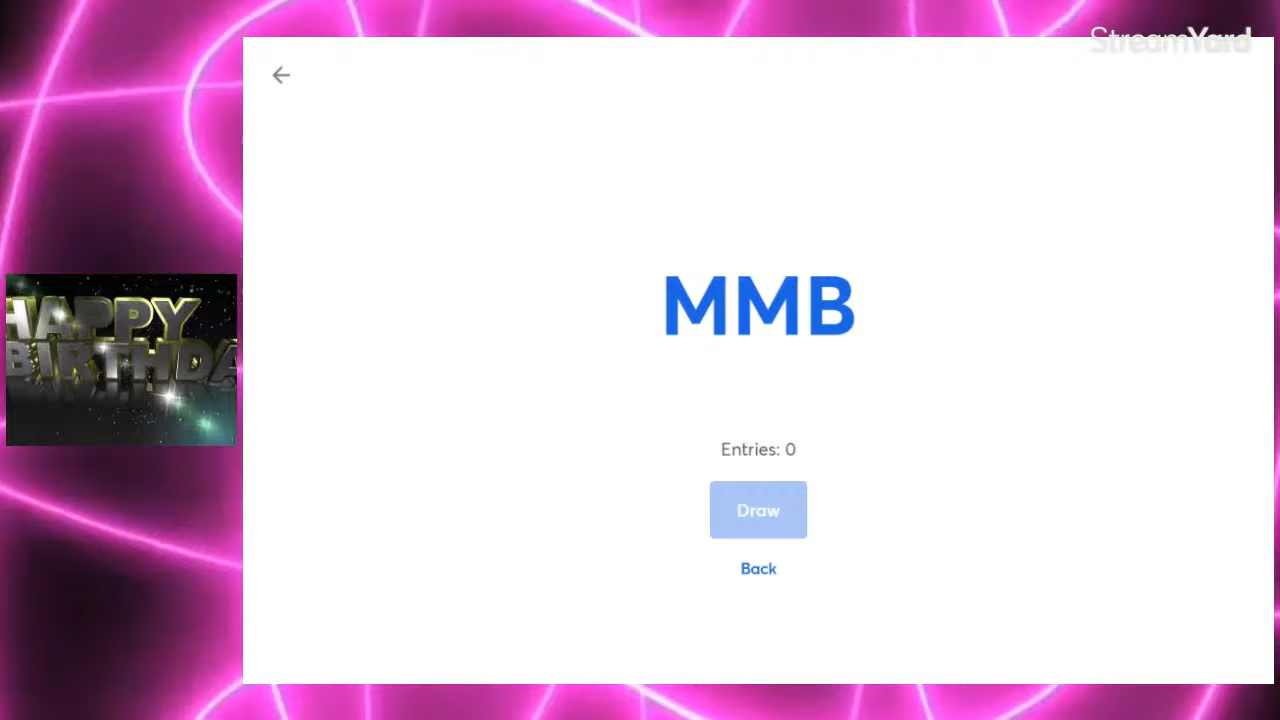 StreamYard
MMB
HAPPY
BIRTHDA
Entries: 0
Draw
Back